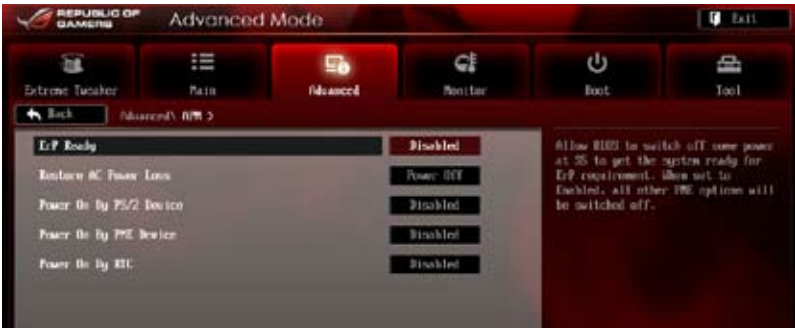 REPUBLIC OF
GAMERS
Advanced Mode
Exit
Extreme Tweaker
Main
Advanced
Monitor
Boot
Tool
Back
Advanced\ APM >
ErP Ready
Disabled
Restore AC Power Loss
Power Off
Power On By PS/2 Device
Disabled
Power On By PME Device
Disabled
Power On By RTC
Disabled
Allow BIOS to switch off some power
at S5 to get the system ready for
ErP requirement. When set to
Enabled, all other PME options will
be switched off.